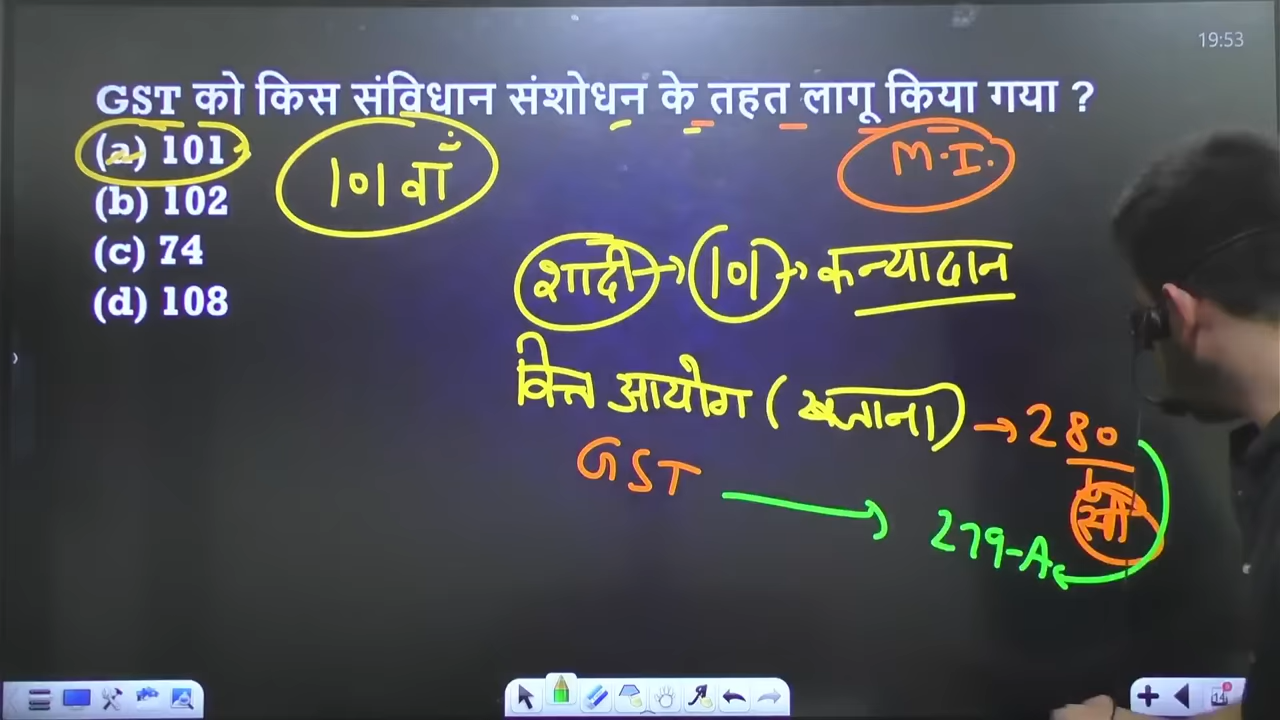 19:53
GST को किस संविधान संशोधन के तहत लागू किया गया ?
(a) 101
101 वाँ
M.I.
(b) 102
(c) 74
(d) 108
शादी → 101 → कन्यादान
वित्त आयोग (खजाना) → 280
GST → 279-A